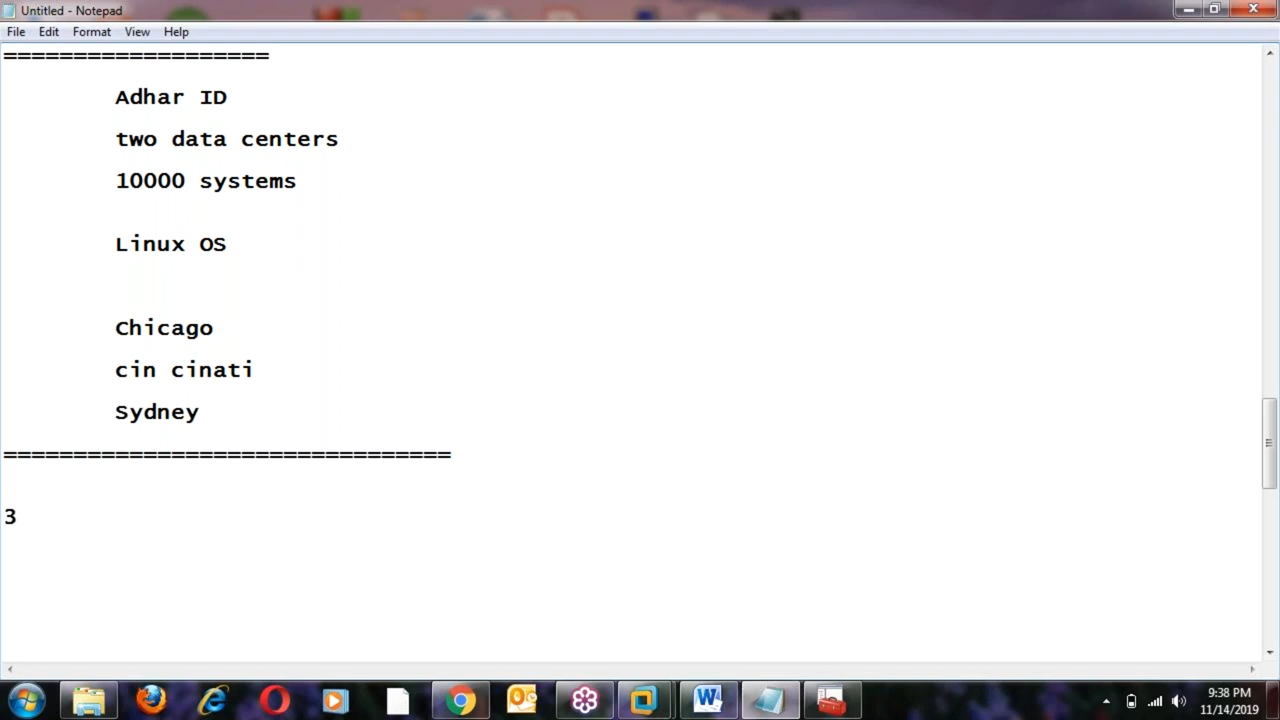 Untitled - Notepad
File Edit Format View Help
===================
Adhar ID
two data centers
10000 systems
Linux OS
Chicago
cin cinati
Sydney
================================
3
9:38 PM
11/14/2019